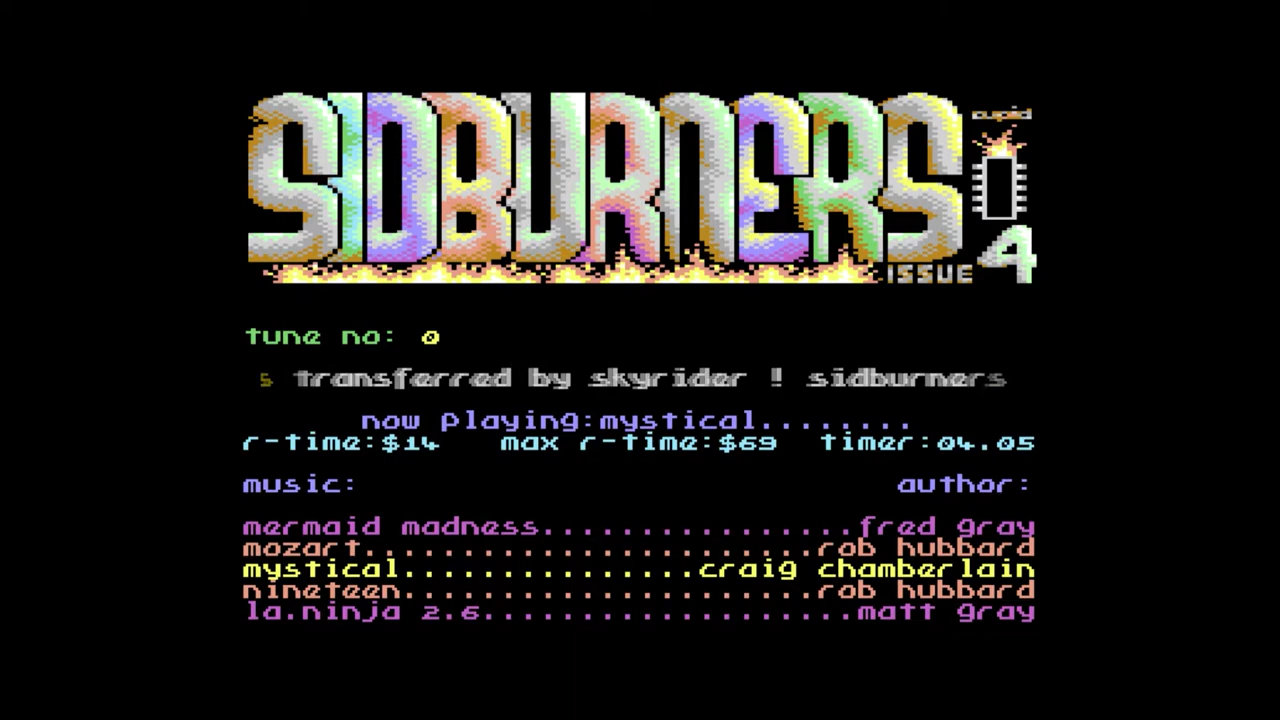 SIDBURNERS
cupid
ISSUE 4
tune no: 0
s transferred by skyrider ! sidburners
now playing:mystical........
r-time:$14 max r-time:$69 timer:04.05
music: author:
mermaid madness................fred gray
mozart.......................rob hubbard
mystical...............craig chamberlain
nineteen.....................rob hubbard
la.ninja 2.6...................matt gray